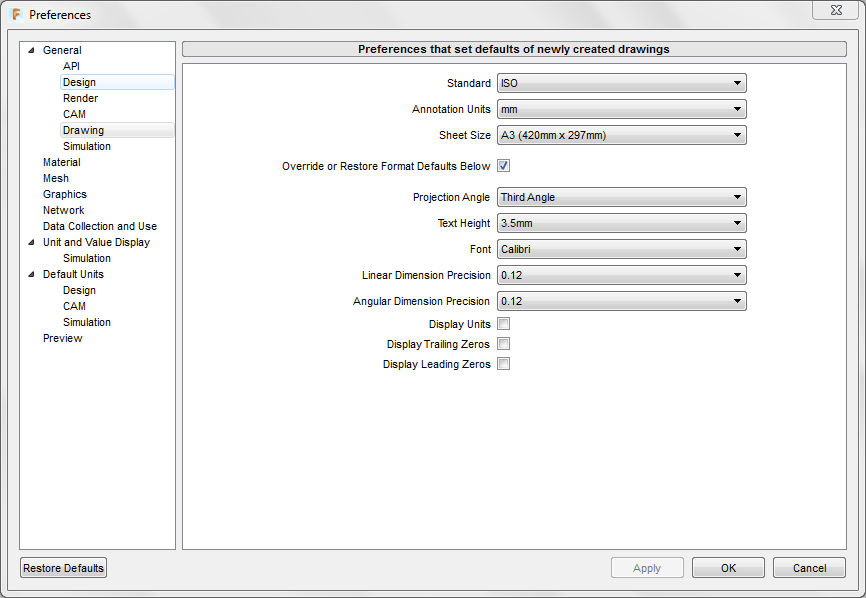 Preferences
General
API
Design
Render
CAM
Drawing
Simulation
Material
Mesh
Graphics
Network
Data Collection and Use
Unit and Value Display
Simulation
Default Units
Design
CAM
Simulation
Preview
Preferences that set defaults of newly created drawings
Standard ISO
Annotation Units mm
Sheet Size A3 (420mm x 297mm)
Override or Restore Format Defaults Below
Projection Angle Third Angle
Text Height 3.5mm
Font Calibri
Linear Dimension Precision 0.12
Angular Dimension Precision 0.12
Display Units
Display Trailing Zeros
Display Leading Zeros
Restore Defaults Apply OK Cancel